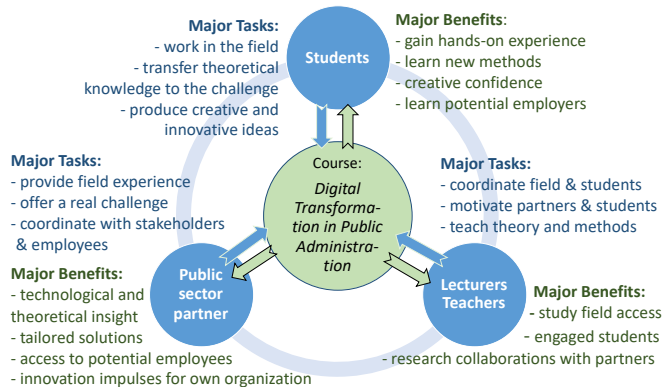 Major Tasks:
- work in the field
- transfer theoretical
knowledge to the challenge
- produce creative and
innovative ideas
Students
Major Benefits:
- gain hands-on experience
- learn new methods
- creative confidence
- learn potential employers
Course:
Digital
Transforma-
tion in Public
Administra-
tion
Major Tasks:
- provide field experience
- offer a real challenge
- coordinate with stakeholders
& employees
Major Benefits:
- technological and
theoretical insight
- tailored solutions
- access to potential employees
- innovation impulses for own organization
Public
sector
partner
Major Tasks:
- coordinate field & students
- motivate partners & students
- teach theory and methods
Lecturers
Teachers
Major Benefits:
- study field access
- engaged students
- research collaborations with partners